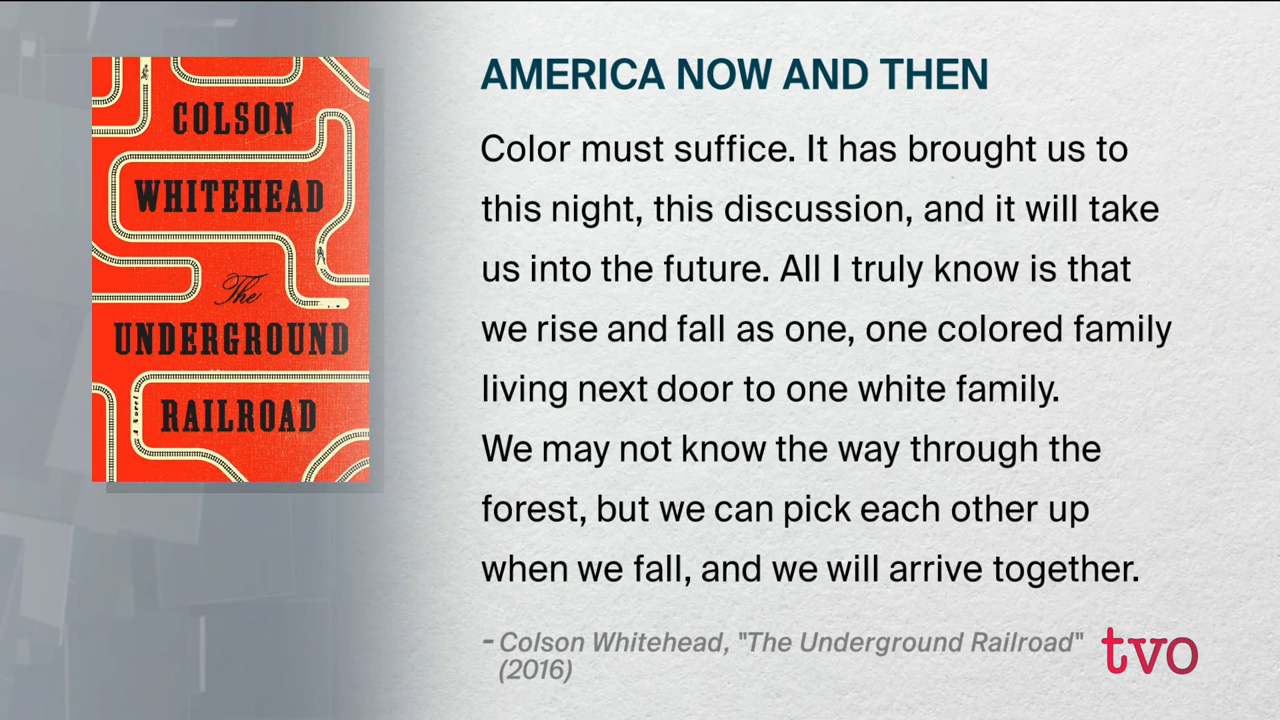 COLSON
WHITEHEAD
The
UNDERGROUND
RAILROAD
A Novel
AMERICA NOW AND THEN
Color must suffice. It has brought us to
this night, this discussion, and it will take
us into the future. All I truly know is that
we rise and fall as one, one colored family
living next door to one white family.
We may not know the way through the
forest, but we can pick each other up
when we fall, and we will arrive together.
- Colson Whitehead, "The Underground Railroad"
(2016)
tvo